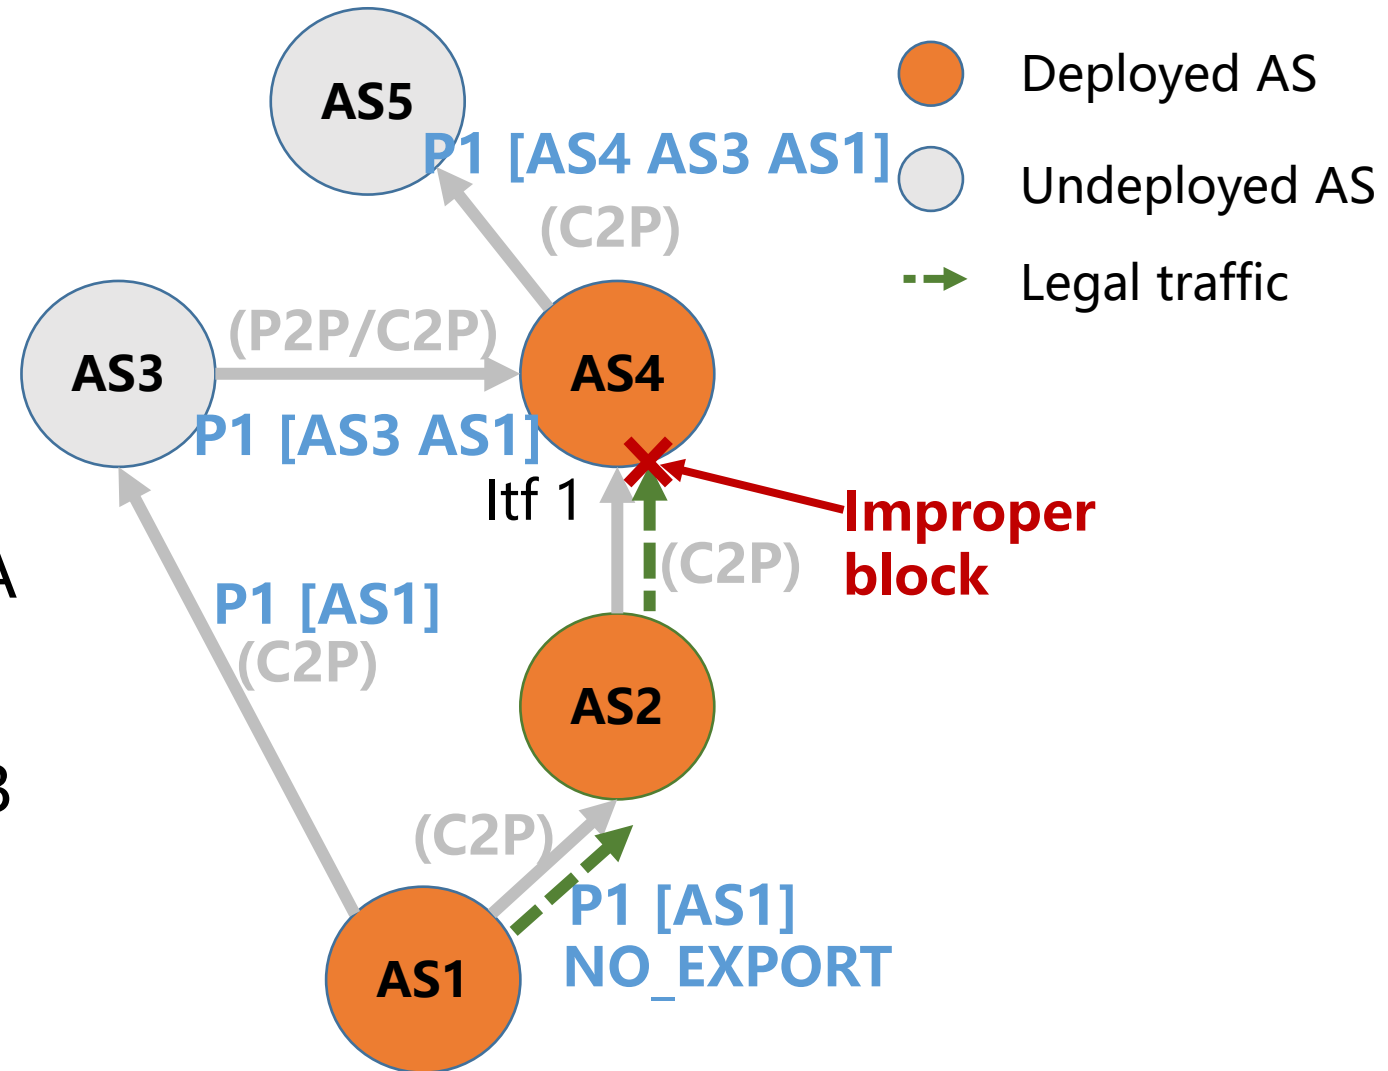 AS5
Deployed AS
P1 [AS4 AS3 AS1]
Undeployed AS
(C2P)
Legal traffic
(P2P/C2P)
AS3
AS4
P1 [AS3 AS1]
Itf 1
Improper
block
(C2P)
A
P1 [AS1]
(C2P)
AS2
B
(C2P)
P1 [AS1]
NO_EXPORT
AS1